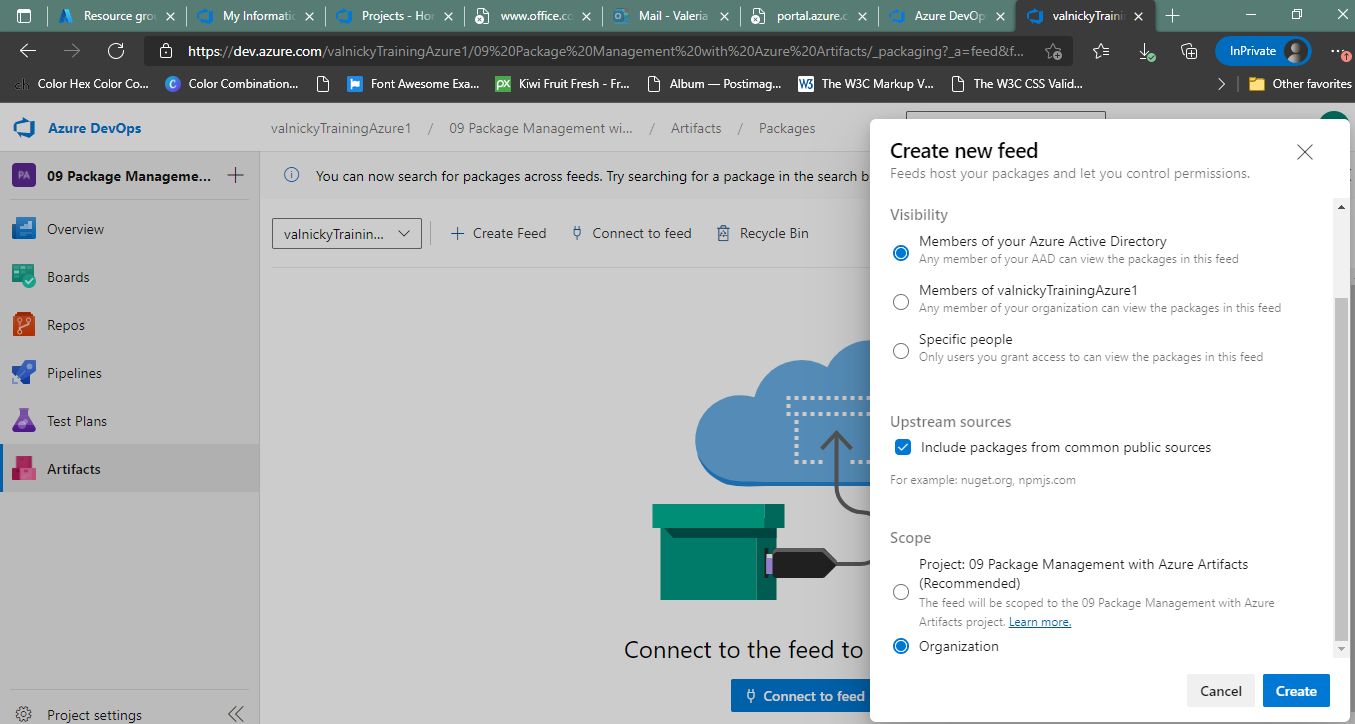 Resource gro
My Informatic
Projects - Ho
www.office.co
Mail - Valeria
portal.azure.c
Azure DevOp
valnickyTraini
https://dev.azure.com/valnickyTrainingAzure1/09%20Package%20Management%20with%20Azure%20Artifacts/_packaging?_a=feed&f...
InPrivate
Color Hex Color Co...
Color Combination...
Font Awesome Exa...
Kiwi Fruit Fresh - Fr...
Album — Postimag...
The W3C Markup V...
The W3C CSS Valid...
Other favorites
Azure DevOps
valnickyTrainingAzure1 / 09 Package Management wi... / Artifacts / Packages
PA 09 Package Manageme...
Overview
Boards
Repos
Pipelines
Test Plans
Artifacts
Project settings
You can now search for packages across feeds. Try searching for a package in the search b
valnickyTrainin...
Create Feed
Connect to feed
Recycle Bin
Connect to the feed to
Connect to feed
Create new feed
Feeds host your packages and let you control permissions.
Visibility
Members of your Azure Active Directory
Any member of your AAD can view the packages in this feed
Members of valnickyTrainingAzure1
Any member of your organization can view the packages in this feed
Specific people
Only users you grant access to can view the packages in this feed
Upstream sources
Include packages from common public sources
For example: nuget.org, npmjs.com
Scope
Project: 09 Package Management with Azure Artifacts
(Recommended)
The feed will be scoped to the 09 Package Management with Azure
Artifacts project. Learn more.
Organization
Cancel
Create